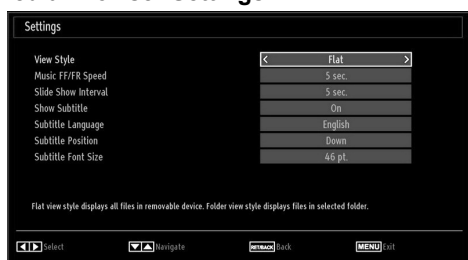 Settings
View Style < Flat >
Music FF/FR Speed 5 sec.
Slide Show Interval 5 sec.
Show Subtitle On
Subtitle Language English
Subtitle Position Down
Subtitle Font Size 46 pt.
Flat view style displays all files in removable device. Folder view style displays files in selected folder.
Select Navigate RET/BACK Back MENU Exit